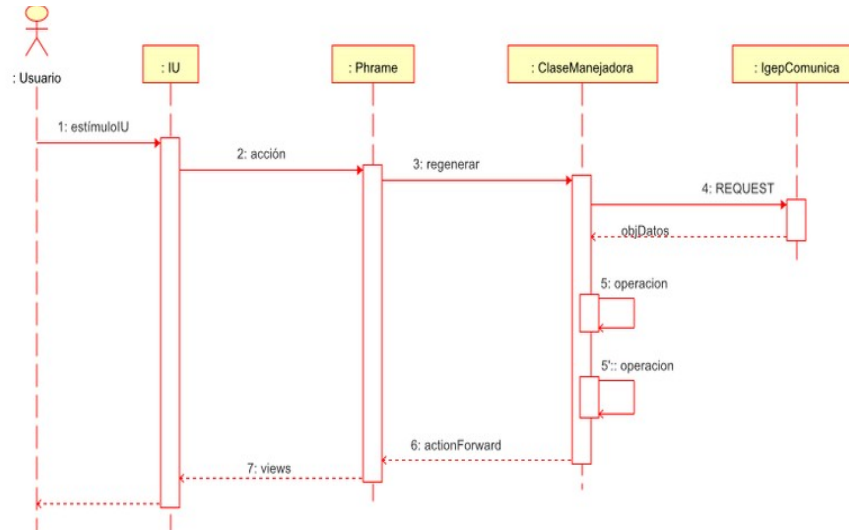 : Usuario
: IU
: Phrame
: ClaseManejadora
: IgepComunica
1: estímuloIU
2: acción
3: regenerar
4: REQUEST
objDatos
5: operacion
5':: operacion
6: actionForward
7: views